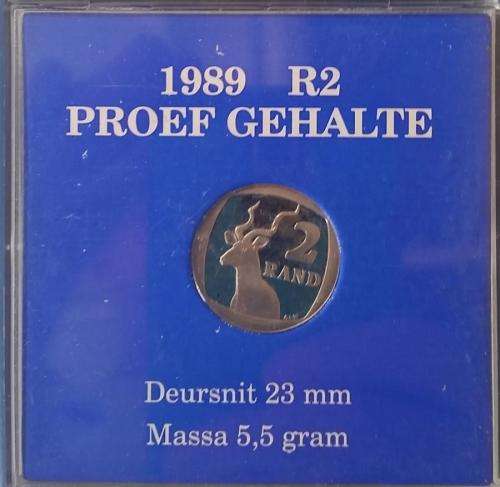 1989 R2
PROEF GEHALTE
2
RAND
Deursnit 23 mm
Massa 5,5 gram